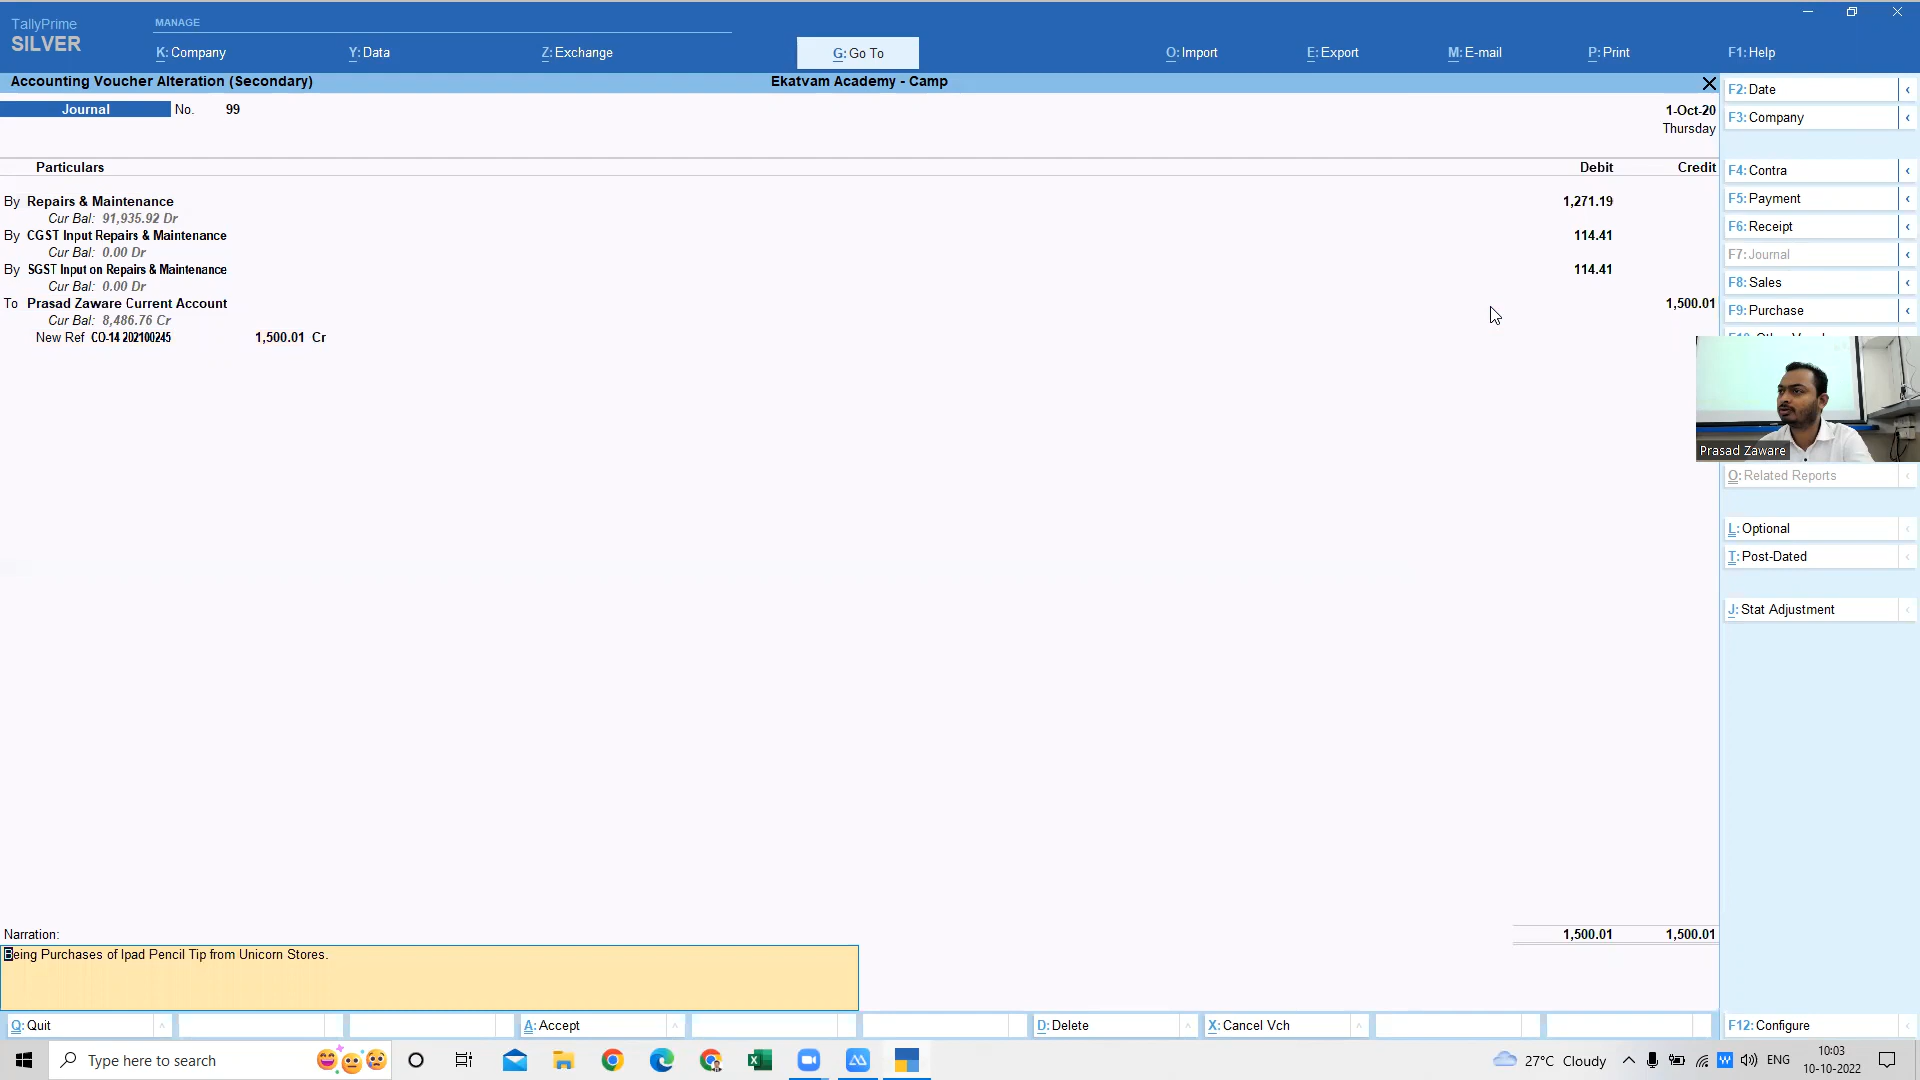 TallyPrime
SILVER
MANAGE
K: Company
Y: Data
Z: Exchange
G: Go To
O: Import
E: Export
M: E-mail
P: Print
F1: Help
Accounting Voucher Alteration (Secondary)
Ekatvam Academy - Camp
Journal No. 99
1-Oct-20
Thursday
Particulars Debit Credit
By Repairs & Maintenance 1,271.19
Cur Bal: 91,935.92 Dr
By CGST Input Repairs & Maintenance 114.41
Cur Bal: 0.00 Dr
By SGST Input on Repairs & Maintenance 114.41
Cur Bal: 0.00 Dr
To Prasad Zaware Current Account 1,500.01
Cur Bal: 8,486.76 Cr
New Ref CO-14 202100245 1,500.01 Cr
F2: Date
F3: Company
F4: Contra
F5: Payment
F6: Receipt
F7: Journal
F8: Sales
F9: Purchase
Prasad Zaware
O: Related Reports
L: Optional
T: Post-Dated
J: Stat Adjustment
Narration:
1,500.01 1,500.01
Being Purchases of Ipad Pencil Tip from Unicorn Stores.
Q: Quit
A: Accept
D: Delete
X: Cancel Vch
F12: Configure
Type here to search
27°C Cloudy
ENG
10:03
10-10-2022